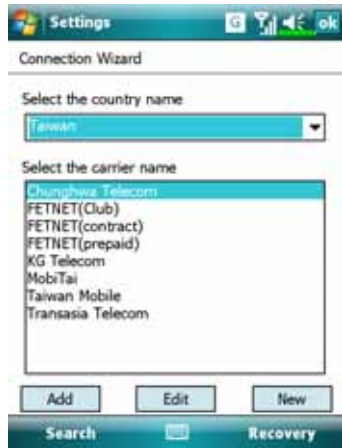 Settings
G
ok
Connection Wizard
Select the country name
Taiwan
Select the carrier name
Chunghwa Telecom
FETNET(Club)
FETNET(contract)
FETNET(prepaid)
KG Telecom
MobiTai
Taiwan Mobile
Transasia Telecom
Add Edit New
Search Recovery